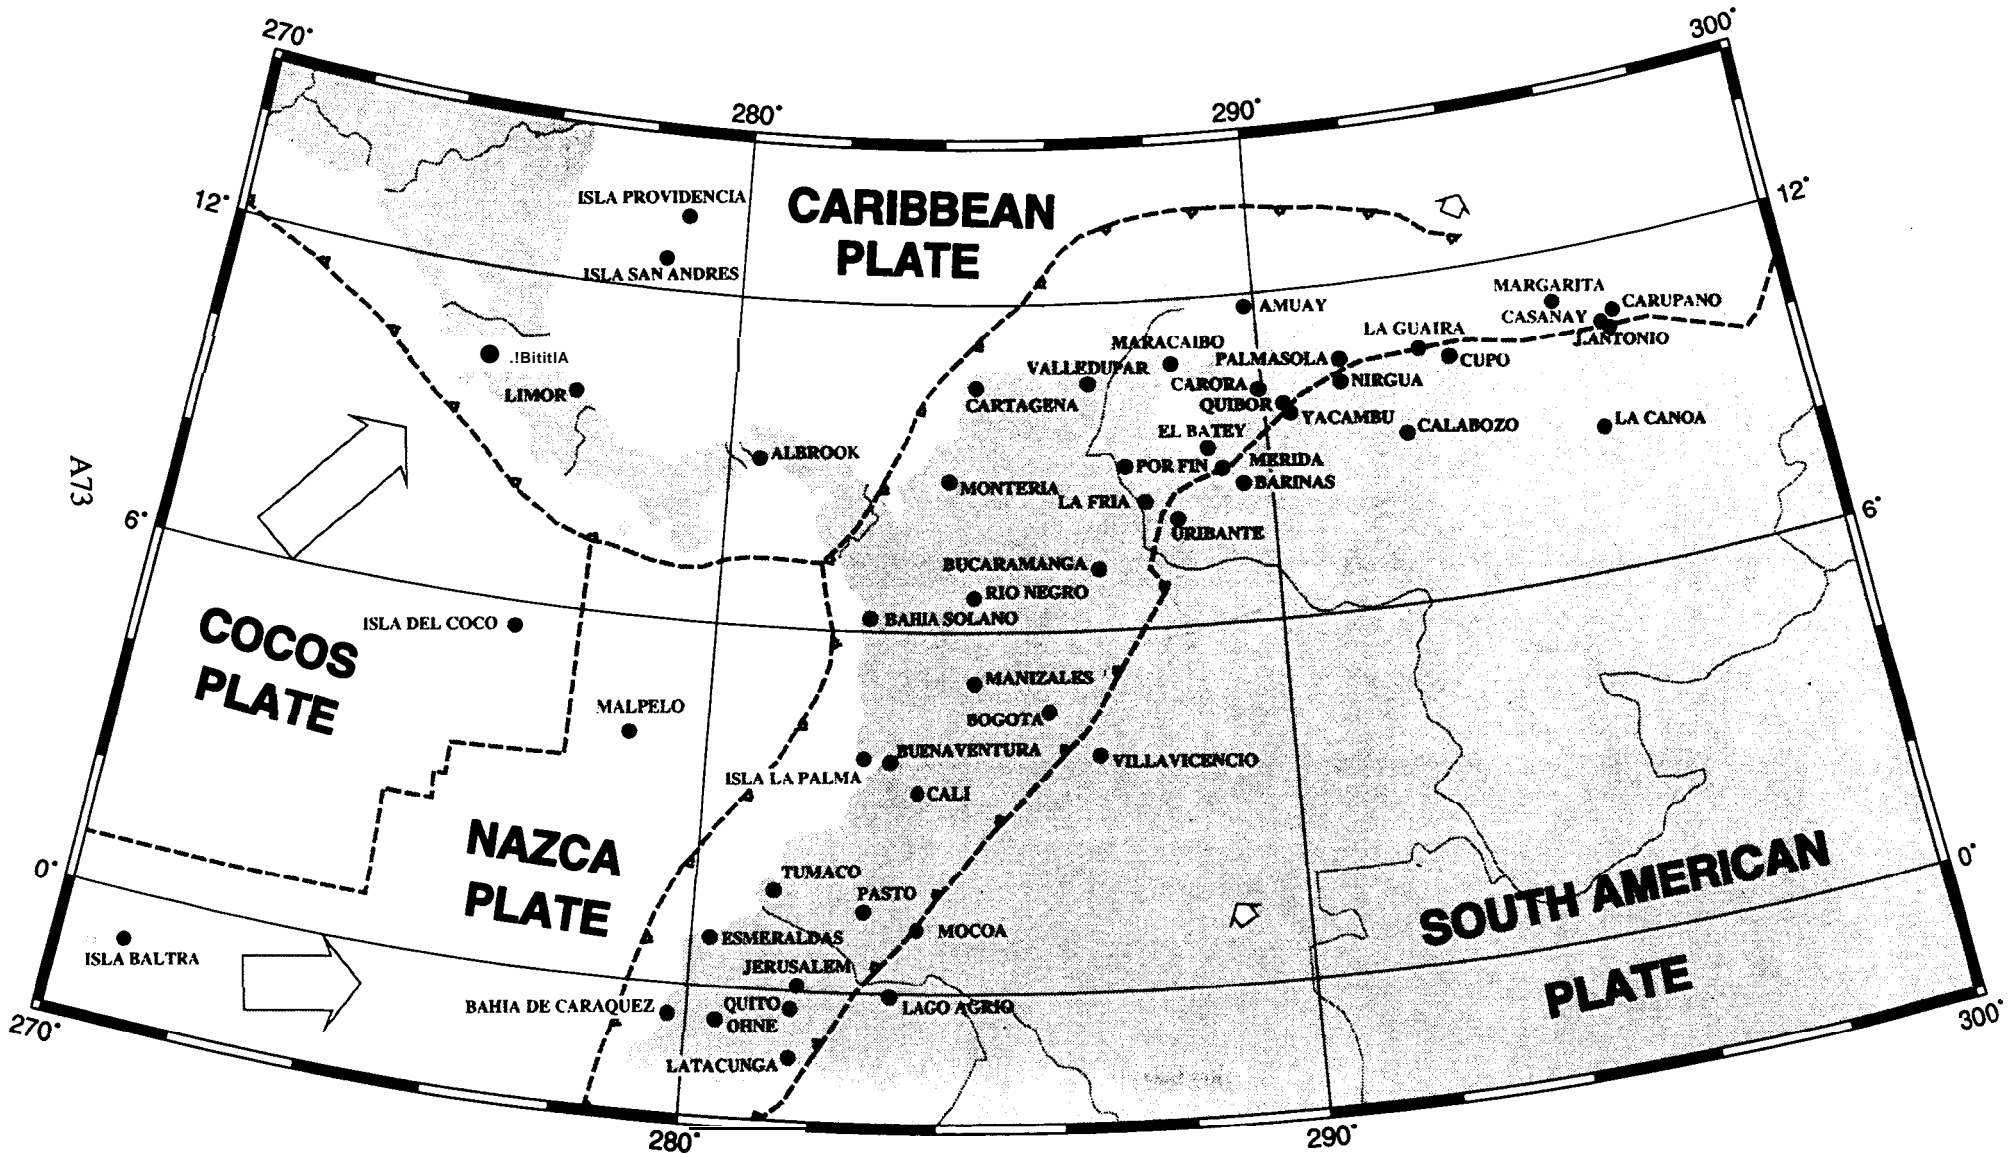 270°
300°
280°
290°
12°
12°
ISLA PROVIDENCIA
CARIBBEAN
PLATE
ISLA SAN ANDRES
MARGARITA
CARUPANO
AMUAY
CASANAY
J.ANTONIO
LA GUAIRA
MARACAIBO
PALMASOLA
CUPO
.!BititIA
VALLEDUPAR
CARORA
NIRGUA
LIMOR
CARTAGENA
QUIBOR
YACAMBU
CALABOZO
LA CANOA
EL BATEY
ALBROOK
POR FIN
MERIDA
A73
MONTERIA
BARINAS
LA FRIA
6°
6°
URIBANTE
BUCARAMANGA
RIO NEGRO
COCOS
PLATE
ISLA DEL COCO
BAHIA SOLANO
MANIZALES
MALPELO
BOGOTA
BUENAVENTURA
VILLAVICENCIO
ISLA LA PALMA
CALI
NAZCA
PLATE
0°
0°
TUMACO
PASTO
SOUTH AMERICAN
PLATE
ESMERALDAS
MOCOA
ISLA BALTRA
JERUSALEM
BAHIA DE CARAQUEZ
QUITO
OHNE
LAGO AGRIO
LATACUNGA
270°
300°
280°
290°